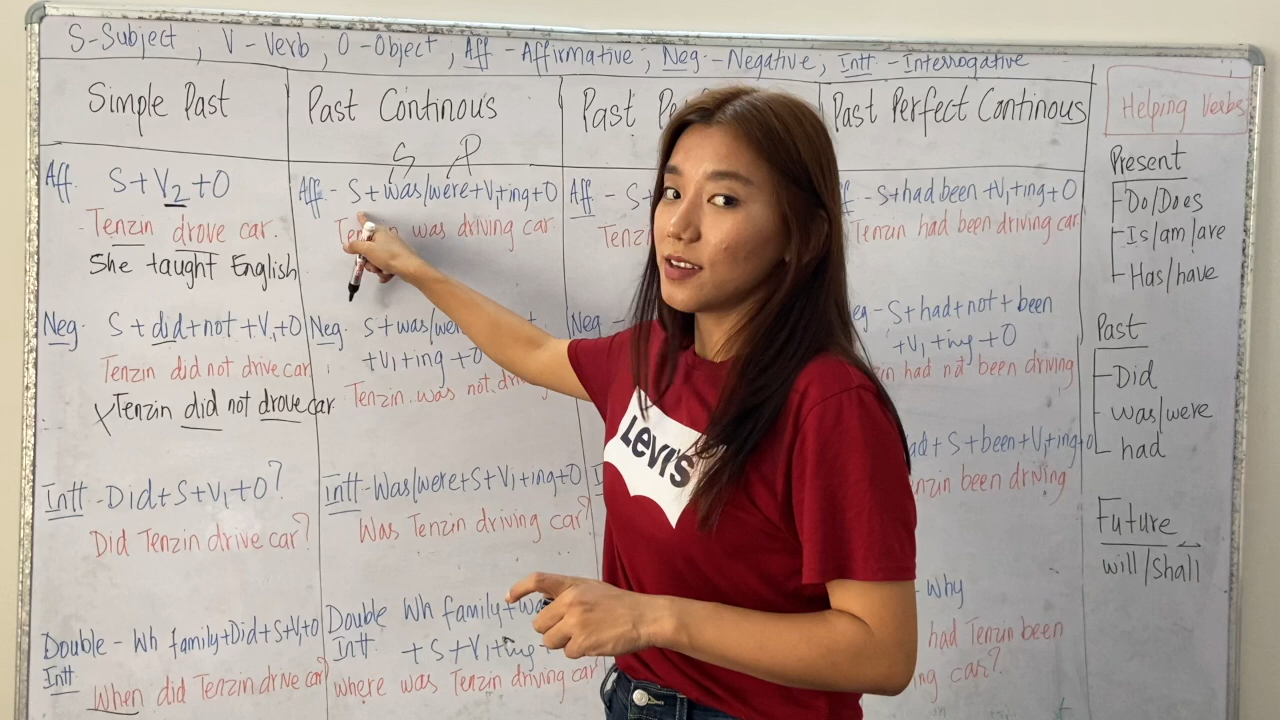 S-Subject, V-Verb, O-Object, Aff-Affirmative, Neg-Negative, Intt-Interrogative
Simple Past
Aff. S+V2+O
Tenzin drove car.
She taught English
Neg. S+did+not+V1+O
Tenzin did not drive car
X Tenzin did not drove car.
Intt-Did+S+V1+O?
Did Tenzin drive car?
Double - Wh family+Did+S+V1+O
Intt
When did Tenzin drive car?
Past Continous
S P
Aff-S+was/were+V1+ing+O
was driving car
Neg. S+was/
+V1+ing+O
Tenzin was not
Intt-Was/were+S+V1+ing+O
Was Tenzin driving car?
Double Wh family+
Intt +S+V1+ing
where was Tenzin driving car
Past
Aff-S
Neg-
Past Perfect Continous
S+had been+V1+ing+O
Tenzin had been driving car
-S+had+not+been
+V1+ing+O
had not been driving
+S+been+V1+ing+O
been driving
-Why
had Tenzin been
car?
Helping Verbs
Present
Do/Does
Is/am/are
Has/have
Past
Did
was/were
had
Future
will/shall
LEVI'S